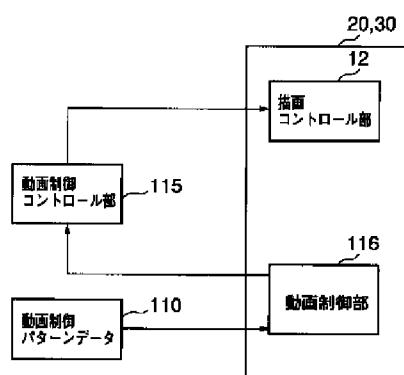 20,30
12
描画
コントロール部
動画制御
コントロール部
115
116
動画制御部
110
動画制御
パターンデータ